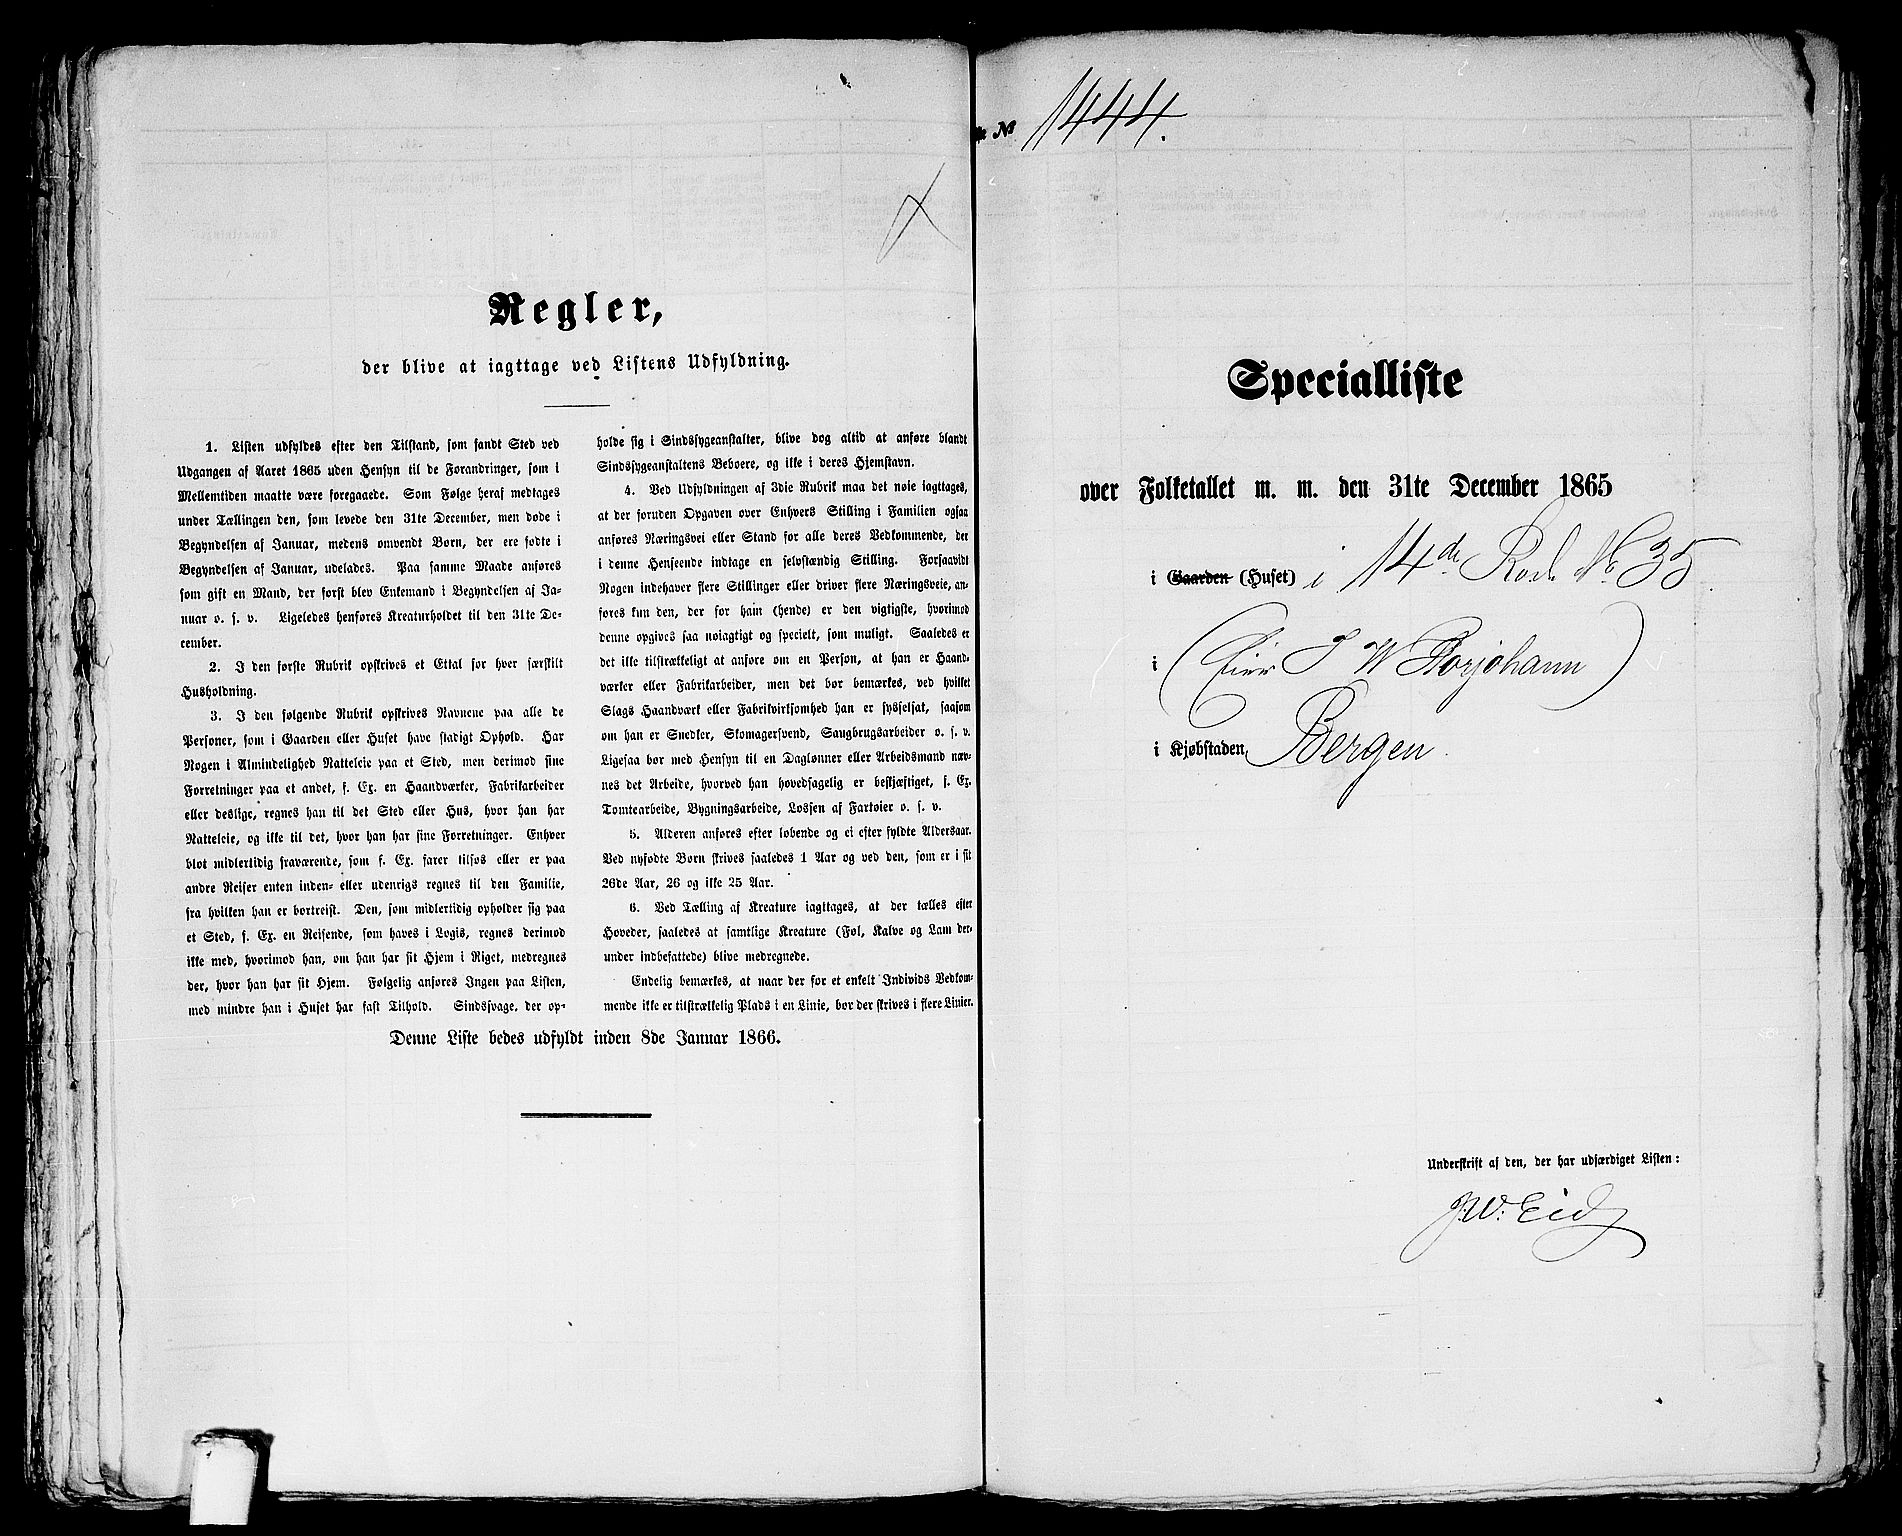 Regler,
der blive at iagttage ved Listens Udfyldning.
1. Listen udfyldes efter den Tilstand, som fandt Sted ved
Udgangen af Aaret 1865 uden Hensyn til de Forandringer, som i
Mellemtiden maatte være foregaaede. Som Følge heraf medtages
under Tællingen den, som levede den 31te December, men døde i
Begyndelsen af Januar, medens omvendt Børn, der ere fødte i
Begyndelsen af Januar, udelades. Paa samme Maade anføres
som gift en Mand, der først blev Enkemand i Begyndelsen af Ja-
nuar o. s. v. Ligeledes henføres Kreaturholdet til den 31te De-
cember.
2. I den første Rubrik opskrives et Ettal for hver særskilt
Husholdning.
3. I den følgende Rubrik opskrives Navnene paa alle de
Personer, som i Gaarden eller Huset have stadigt Ophold. Har
Nogen i Almindelighed Natteleie paa et Sted, men derimod sine
Forretninger paa et andet, f. Ex. en Haandværker, Fabrikarbeider
eller deslige, regnes han til det Sted eller Hus, hvor han har
Natteleie, og ikke til det, hvor han har sine Forretninger. Enhver
blot midlertidig fraværende, som f. Ex. farer tilsøs eller er paa
andre Reiser enten inden- eller udenrigs regnes til den Familie,
fra hvilken han er bortreist. Den, som midlertidig opholder sig paa
et Sted, f. Ex. en Reisende, som haves i Logis, regnes derimod
ikke med, hvorimod han, om han har sit Hjem i Riget, medregnes
der, hvor han har sit Hjem. Følgelig anføres Ingen paa Listen,
med mindre han i Huset har fast Tilhold. Sindssvage, der op-
holde sig i Sindssygeanstalter, blive dog altid at anføre blandt
Sindssygeanstaltens Beboere, og ikke i deres Hjemstavn.
4. Ved Udfyldningen af 3die Rubrik maa det nøie iagttages,
at der foruden Opgaven over Enhvers Stilling i Familien ogsaa
anføres Næringsvei eller Stand for alle deres Vedkommende, der
i denne Henseende indtage en selvstændig Stilling. Forsaavidt
Nogen indehaver flere Stillinger eller driver flere Næringsveie, an-
føres kun den, der for ham (hende) er den vigtigste, hvorimod
denne opgives saa nøiagtigt og specielt, som muligt. Saaledes er
det ikke tilstrækkeligt at anføre om en Person, at han er Haand-
værker eller Fabrikarbeider, men det bør bemærkes, ved hvilket
Slags Haandværk eller Fabrikvirksomhed han er sysselsat, saasom
om han er Snedker, Skomagersvend, Saugbrugsarbeider o. s. v.
Ligesaa bør med Hensyn til en Dagløner eller Arbeidsmand næv-
nes det Arbeide, hvorved han hovedsagelig er beskjæftiget, f. Ex.
Tomtearbeide, Bygningsarbeide, Lossen af Fartøier o. s. v.
5. Alderen anføres efter løbende og ei efter fyldte Aldersaar.
Ved nyfødte Børn skrives saaledes 1 Aar og ved den, som er i sit
26de Aar, 26 og ikke 25 Aar.
6. Ved Tælling af Kreature iagttages, at der tælles efter
Hoveder, saaledes at samtlige Kreature (Føl, Kalve og Lam der-
under indbefattede) blive medregnede.
Endelig bemærkes, at naar der for et enkelt Individs Vedkom-
mende ikke er tilstrækkelig Plads i en Linie, bør der skrives i flere Linier.
Denne Liste bedes udfyldt inden 8de Januar 1866.
№ 1444.
Specialliste
over Folketallet m. m. den 31te December 1865
i Gaarden (Huset) i 14de Rode No 35
i (Eier J W Borjohann)
i Kjøbstaden Bergen.
Underskrift af den, der har udfærdiget Listen:
J.W. Eide